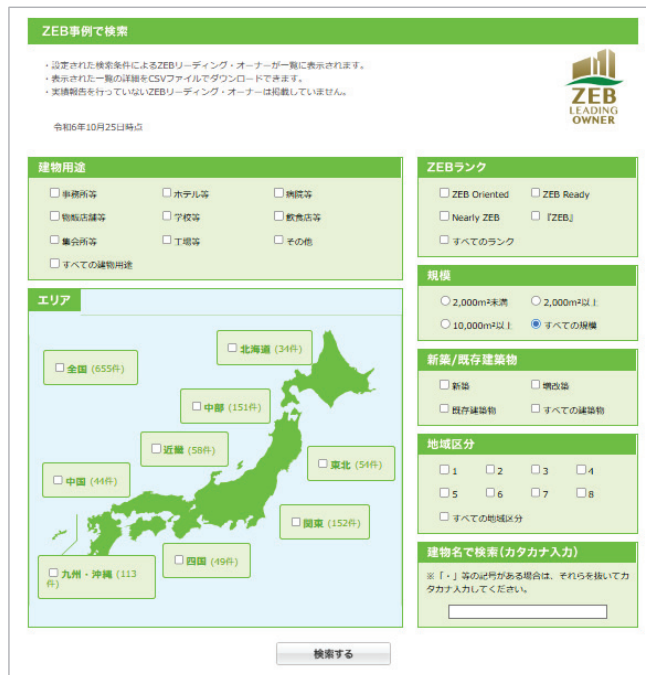 ZEB事例で検索
・設定された検索条件によるZEBリーディング・オーナーが一覧に表示されます。
・表示された一覧の詳細をCSVファイルでダウンロードできます。
・実績報告を行っていないZEBリーディング・オーナーは掲載していません。
ZEB
LEADING
OWNER
令和6年10月25日時点
建物用途
事務所等
ホテル等
病院等
物販店舗等
学校等
飲食店等
集会所等
工場等
その他
すべての建物用途
ZEBランク
ZEB Oriented
ZEB Ready
Nearly ZEB
『ZEB』
すべてのランク
規模
2,000m²未満
2,000m²以上
10,000m²以上
すべての規模
エリア
北海道 (34件)
全国 (655件)
中部 (151件)
近畿 (58件)
東北 (54件)
中国 (44件)
関東 (152件)
四国 (49件)
九州・沖縄 (113
件)
新築/既存建築物
新築
増改築
既存建築物
すべての建築物
地域区分
1
2
3
4
5
6
7
8
すべての地域区分
建物名で検索(カタカナ入力)
※「・」等の記号がある場合は、それらを抜いてカ
タカナ入力してください。
検索する